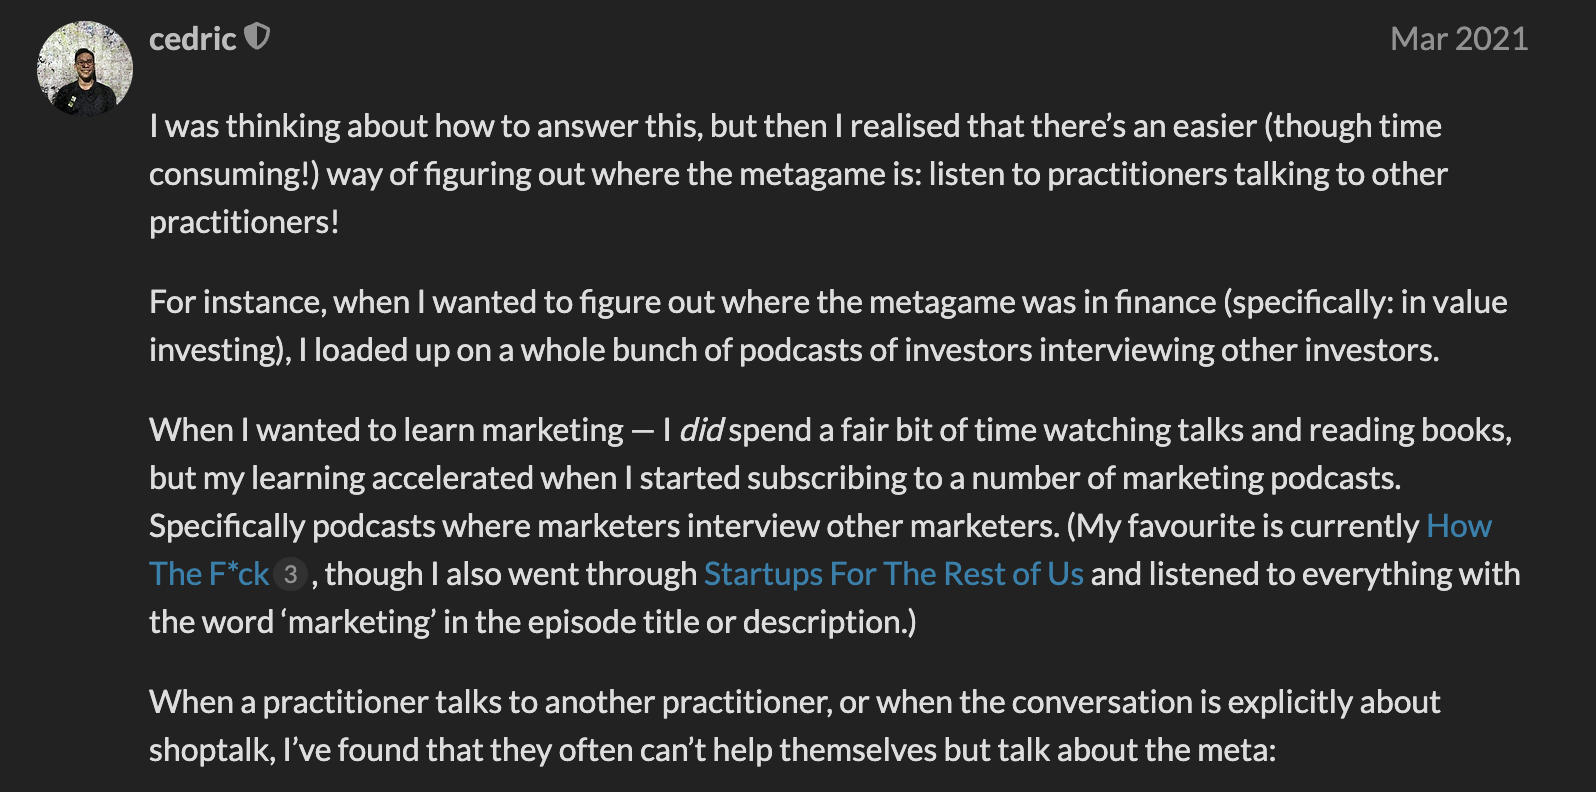 cedric
Mar 2021
I was thinking about how to answer this, but then I realised that there’s an easier (though time
consuming!) way of figuring out where the metagame is: listen to practitioners talking to other
practitioners!
For instance, when I wanted to figure out where the metagame was in finance (specifically: in value
investing), I loaded up on a whole bunch of podcasts of investors interviewing other investors.
When I wanted to learn marketing — I did spend a fair bit of time watching talks and reading books,
but my learning accelerated when I started subscribing to a number of marketing podcasts.
Specifically podcasts where marketers interview other marketers. (My favourite is currently How
The F*ck 3 , though I also went through Startups For The Rest of Us and listened to everything with
the word ‘marketing’ in the episode title or description.)
When a practitioner talks to another practitioner, or when the conversation is explicitly about
shoptalk, I’ve found that they often can’t help themselves but talk about the meta: